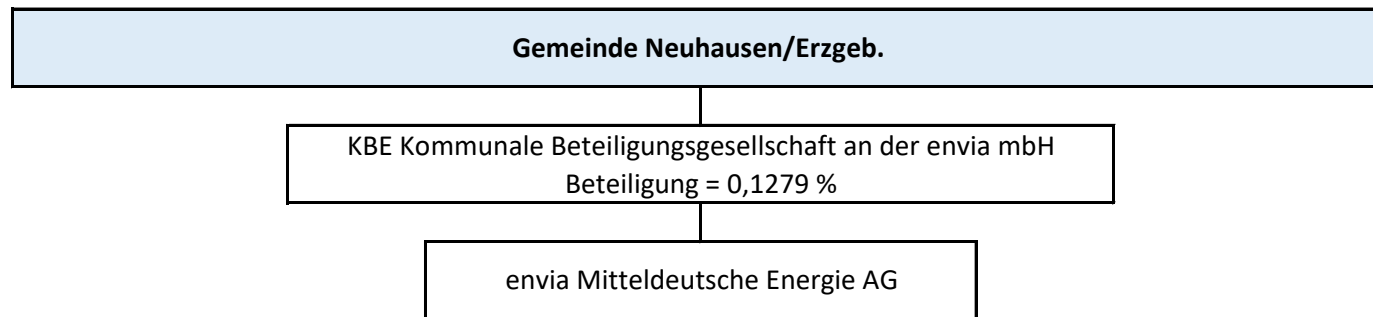 Gemeinde Neuhausen/Erzgeb.
KBE Kommunale Beteiligungsgesellschaft an der envia mbH
Beteiligung = 0,1279 %
envia Mitteldeutsche Energie AG